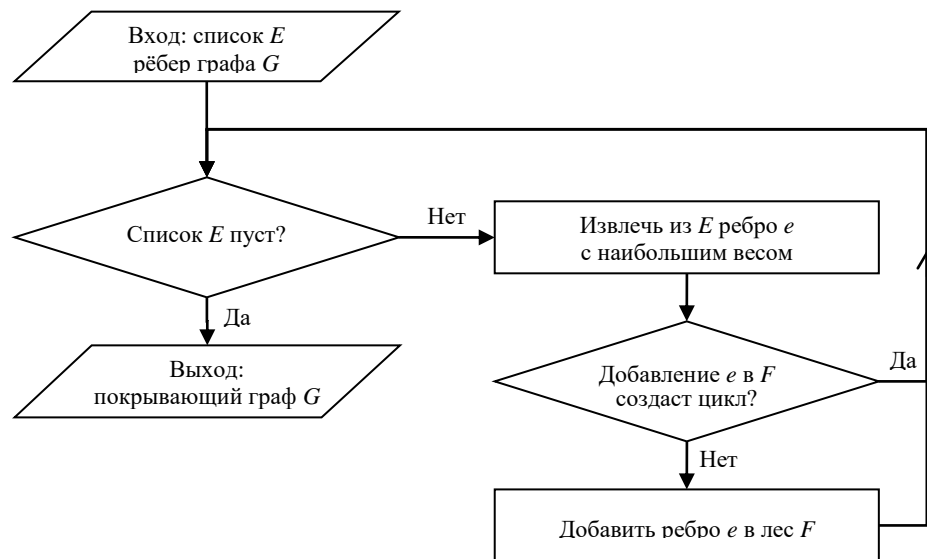 Вход: список E
рёбер графа G
Список E пуст?
Нет
Извлечь из E ребро e
с наибольшим весом
Да
Выход:
покрывающий граф G
Добавление e в F
создаст цикл?
Да
Нет
Добавить ребро e в лес F